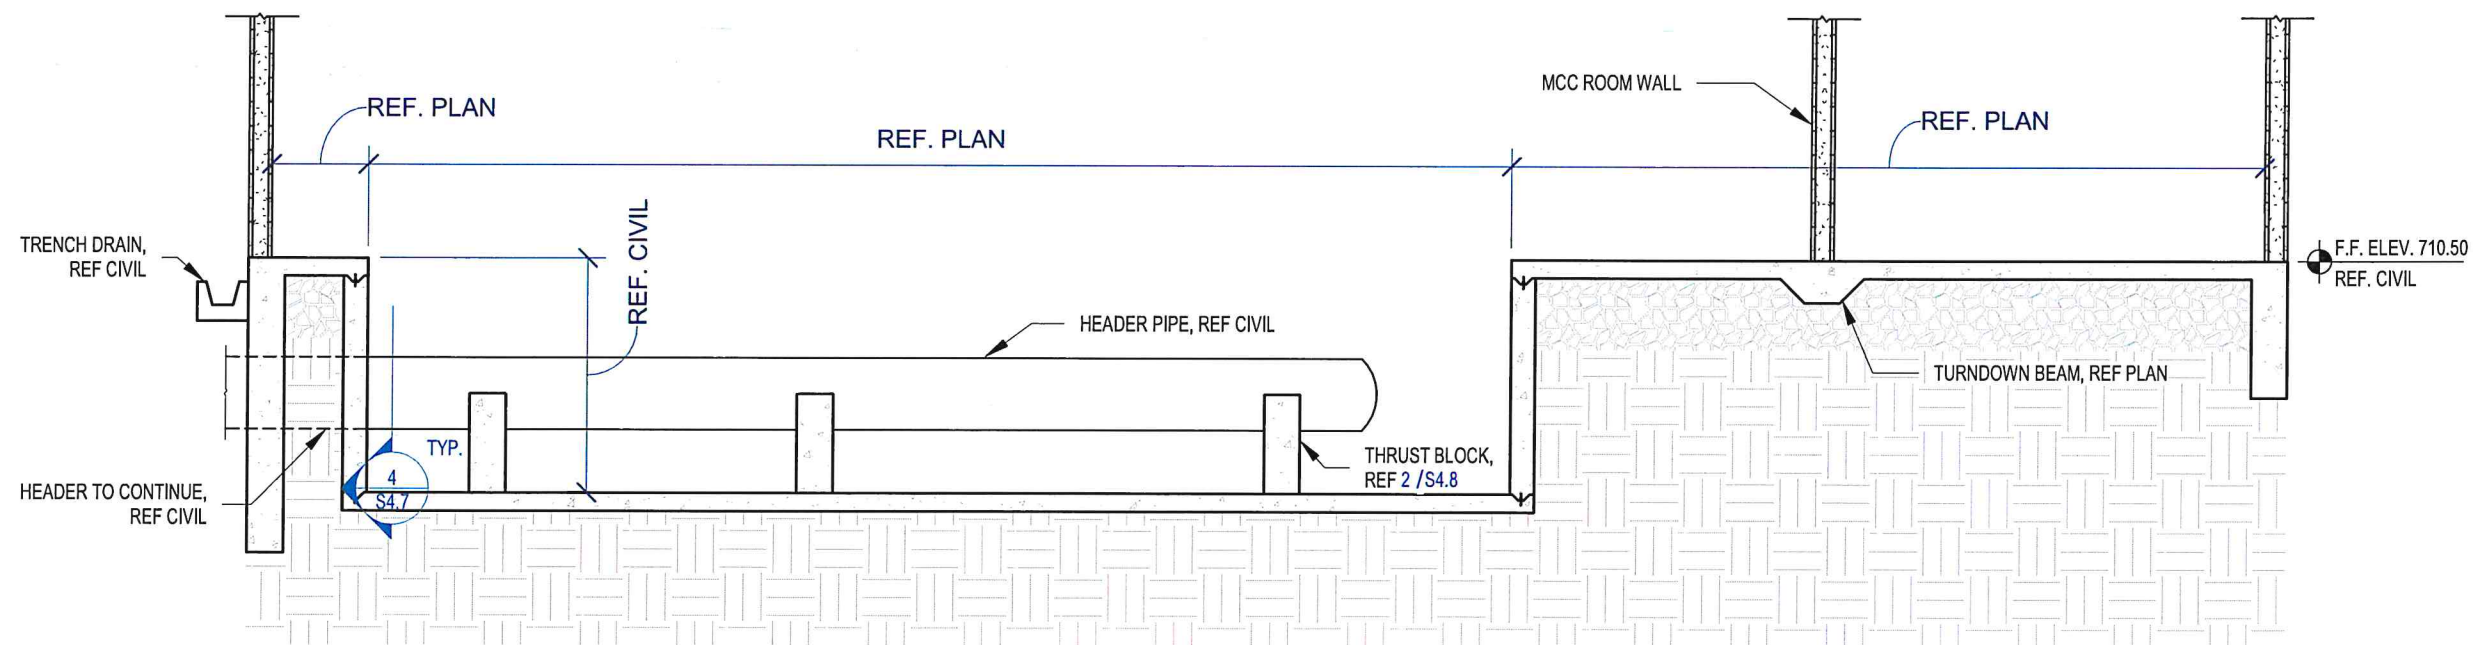 MCC ROOM WALL
REF. PLAN
REF. PLAN
REF. PLAN
TRENCH DRAIN,
REF CIVIL
REF. CIVIL
F.F. ELEV. 710.50
REF. CIVIL
HEADER PIPE, REF CIVIL
TURNDOWN BEAM, REF PLAN
TYP.
4
S4.7
THRUST BLOCK,
REF 2 /S4.8
HEADER TO CONTINUE,
REF CIVIL